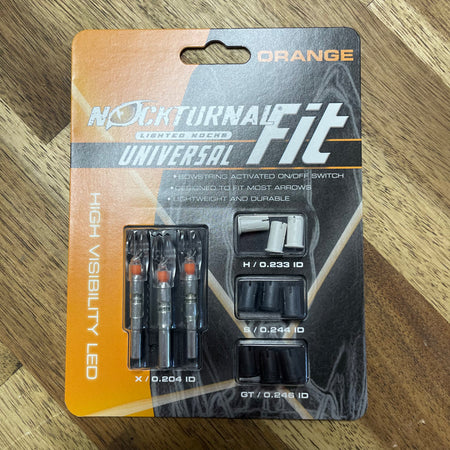 ORANGE
NOCKTURNAL
LIGHTED NOCKS
UNIVERSAL Fit
• BOWSTRING ACTIVATED ON/OFF SWITCH
• DESIGNED TO FIT MOST ARROWS
• LIGHTWEIGHT AND DURABLE
HIGH VISIBILITY LED
H / 0.233 ID
S / 0.244 ID
X / 0.204 ID
GT / 0.246 ID